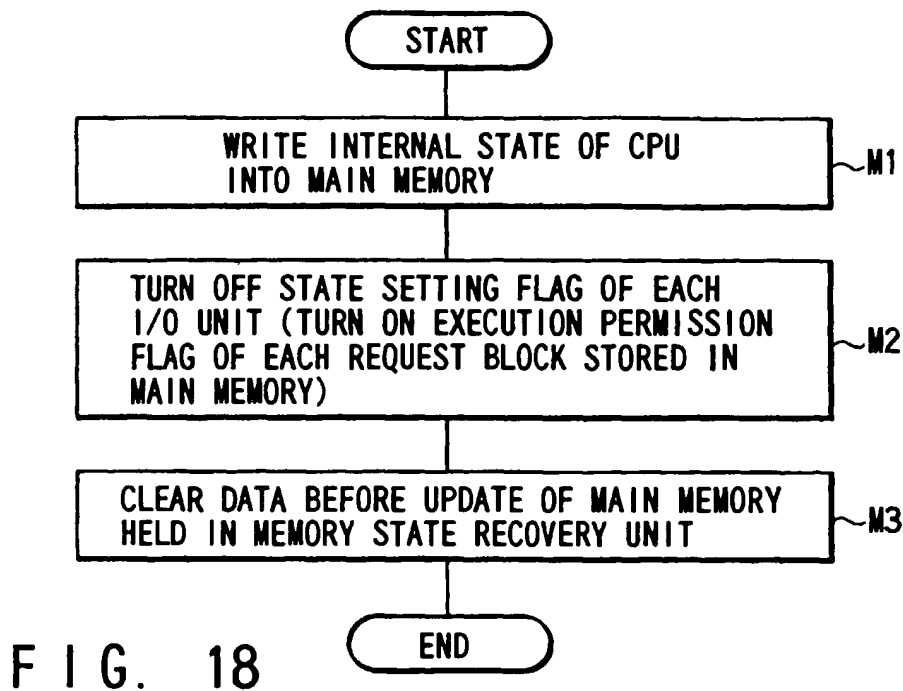 START
WRITE INTERNAL STATE OF CPU
INTO MAIN MEMORY
M1
TURN OFF STATE SETTING FLAG OF EACH
I/O UNIT (TURN ON EXECUTION PERMISSION
FLAG OF EACH REQUEST BLOCK STORED IN
MAIN MEMORY)
M2
CLEAR DATA BEFORE UPDATE OF MAIN MEMORY
HELD IN MEMORY STATE RECOVERY UNIT
M3
END
FIG. 18